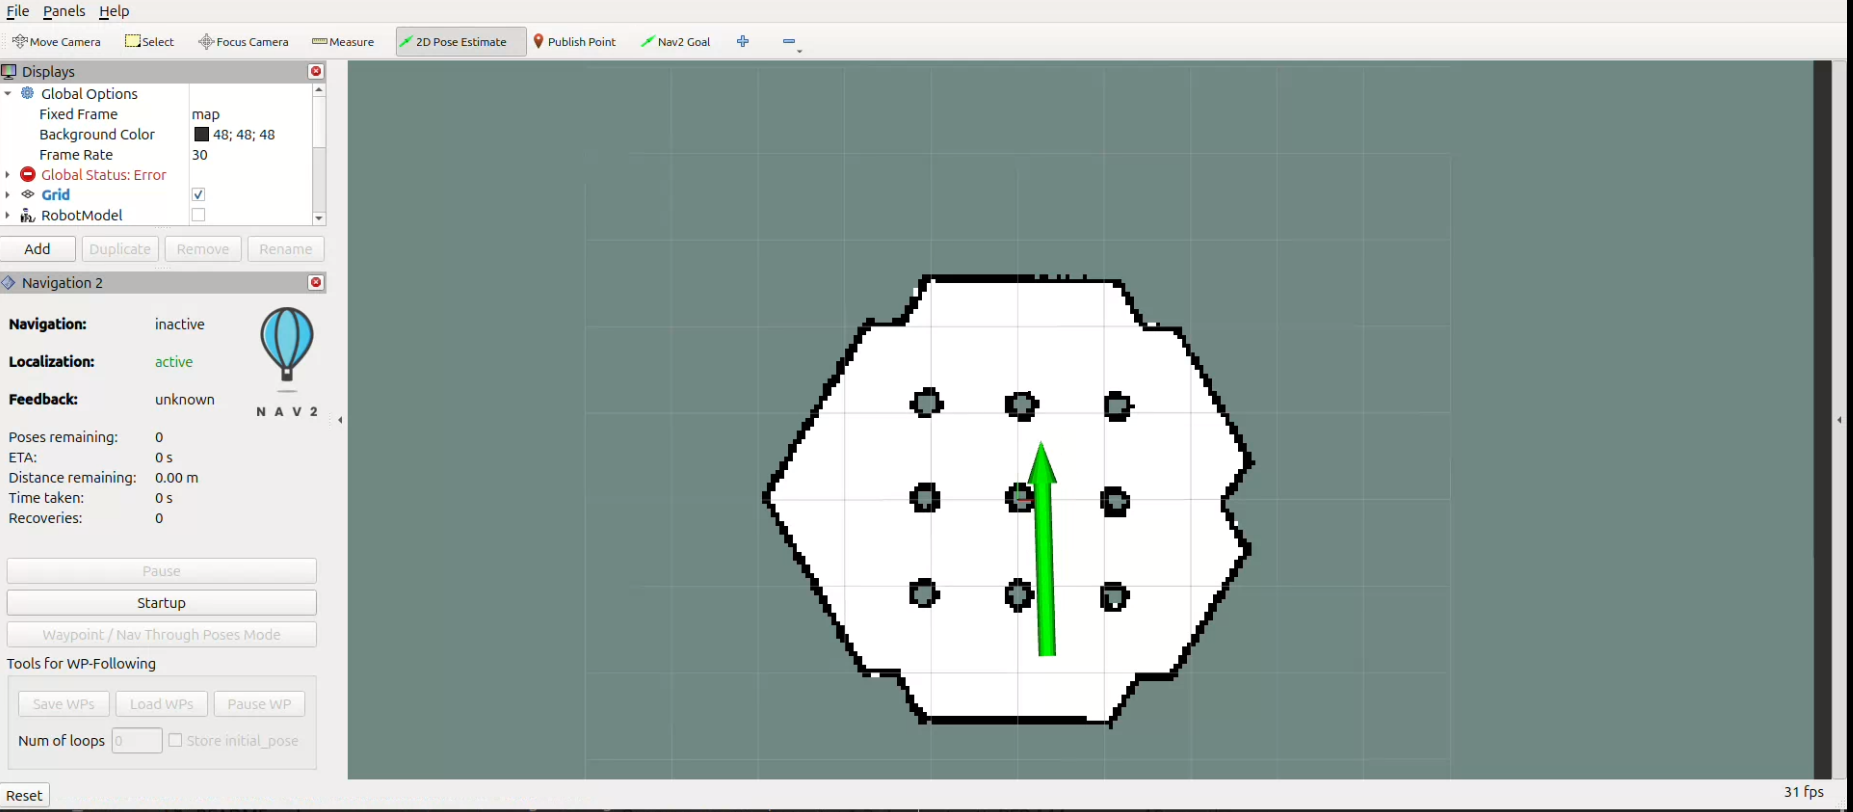 File Panels Help
Move Camera Select Focus Camera Measure 2D Pose Estimate Publish Point Nav2 Goal
Displays
Global Options
Fixed Frame map
Background Color 48; 48; 48
Frame Rate 30
Global Status: Error
Grid
RobotModel
Add Duplicate Remove Rename
Navigation 2
Navigation: inactive
Localization: active
Feedback: unknown
NAV2
Poses remaining: 0
ETA: 0 s
Distance remaining: 0.00 m
Time taken: 0 s
Recoveries: 0
Pause
Startup
Waypoint / Nav Through Poses Mode
Tools for WP-Following
Save WPs Load WPs Pause WP
Num of loops 0 Store initial_pose
Reset 31 fps